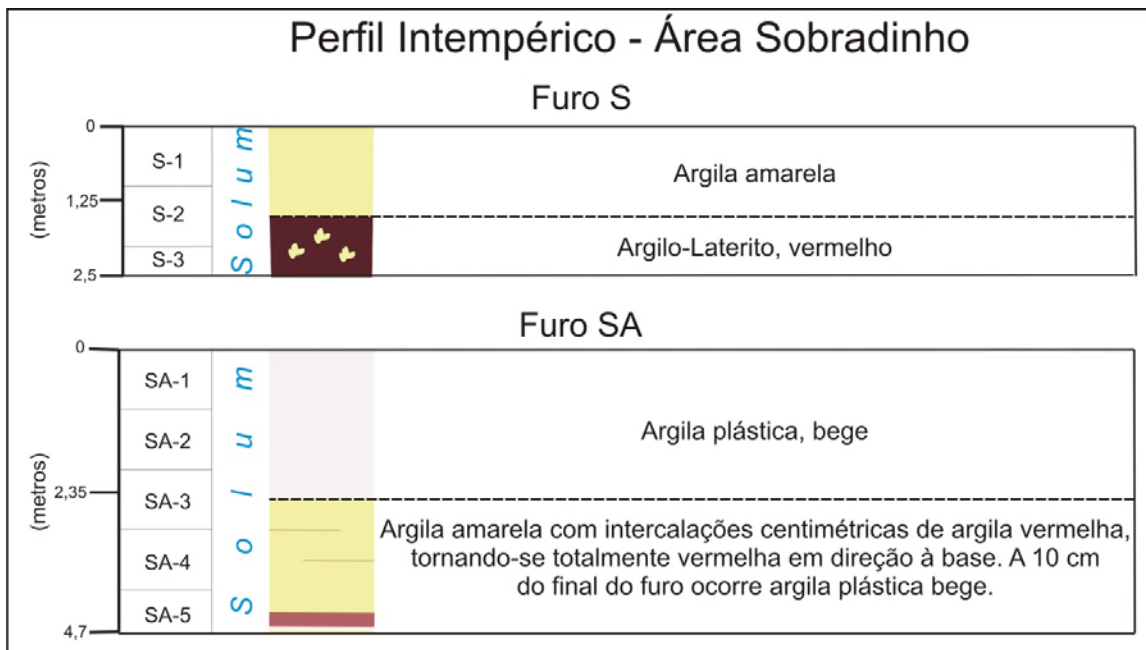 Perfil Intempérico - Área Sobradinho
Furo S
0
1,25
2,5
(metros)
S-1
S-2
S-3
Solum
Argila amarela
Argilo-Laterito, vermelho
Furo SA
0
2,35
4,7
(metros)
SA-1
SA-2
SA-3
SA-4
SA-5
Solum
Argila plástica, bege
Argila amarela com intercalações centimétricas de argila vermelha,
tornando-se totalmente vermelha em direção à base. A 10 cm
do final do furo ocorre argila plástica bege.